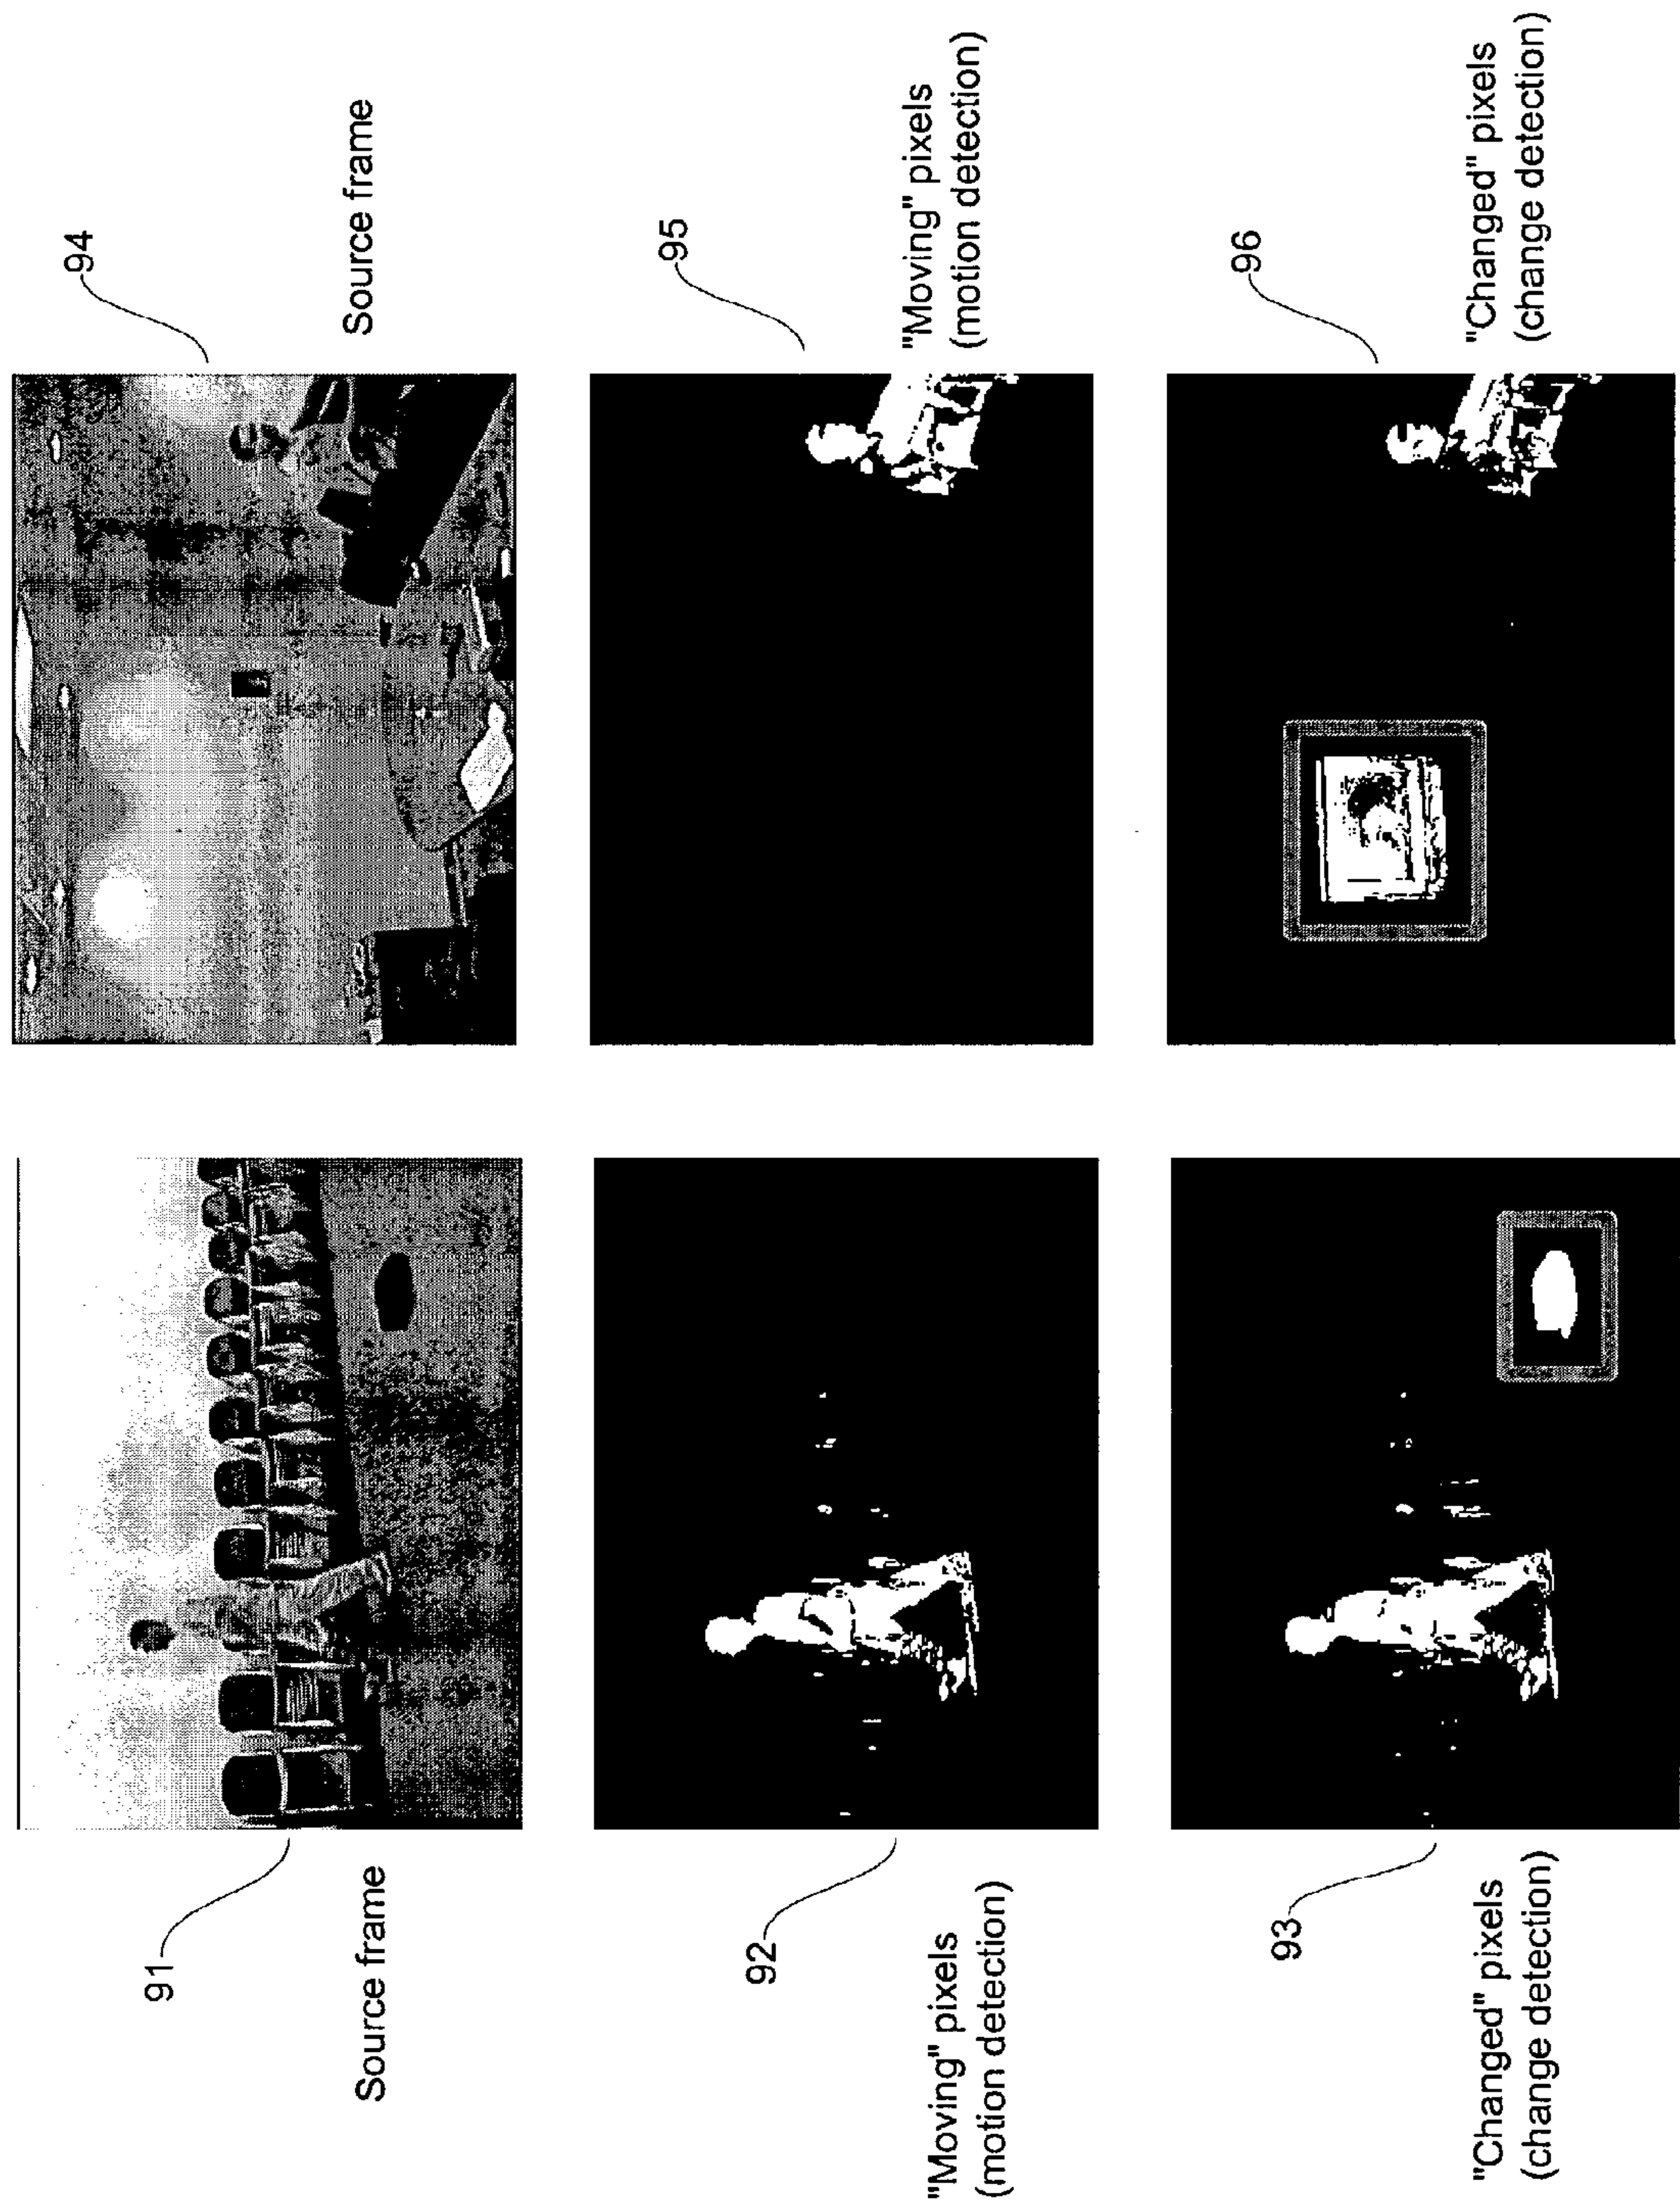 91
Source frame
92
"Moving" pixels
(motion detection)
93
"Changed" pixels
(change detection)
94
Source frame
95
"Moving" pixels
(motion detection)
96
"Changed" pixels
(change detection)